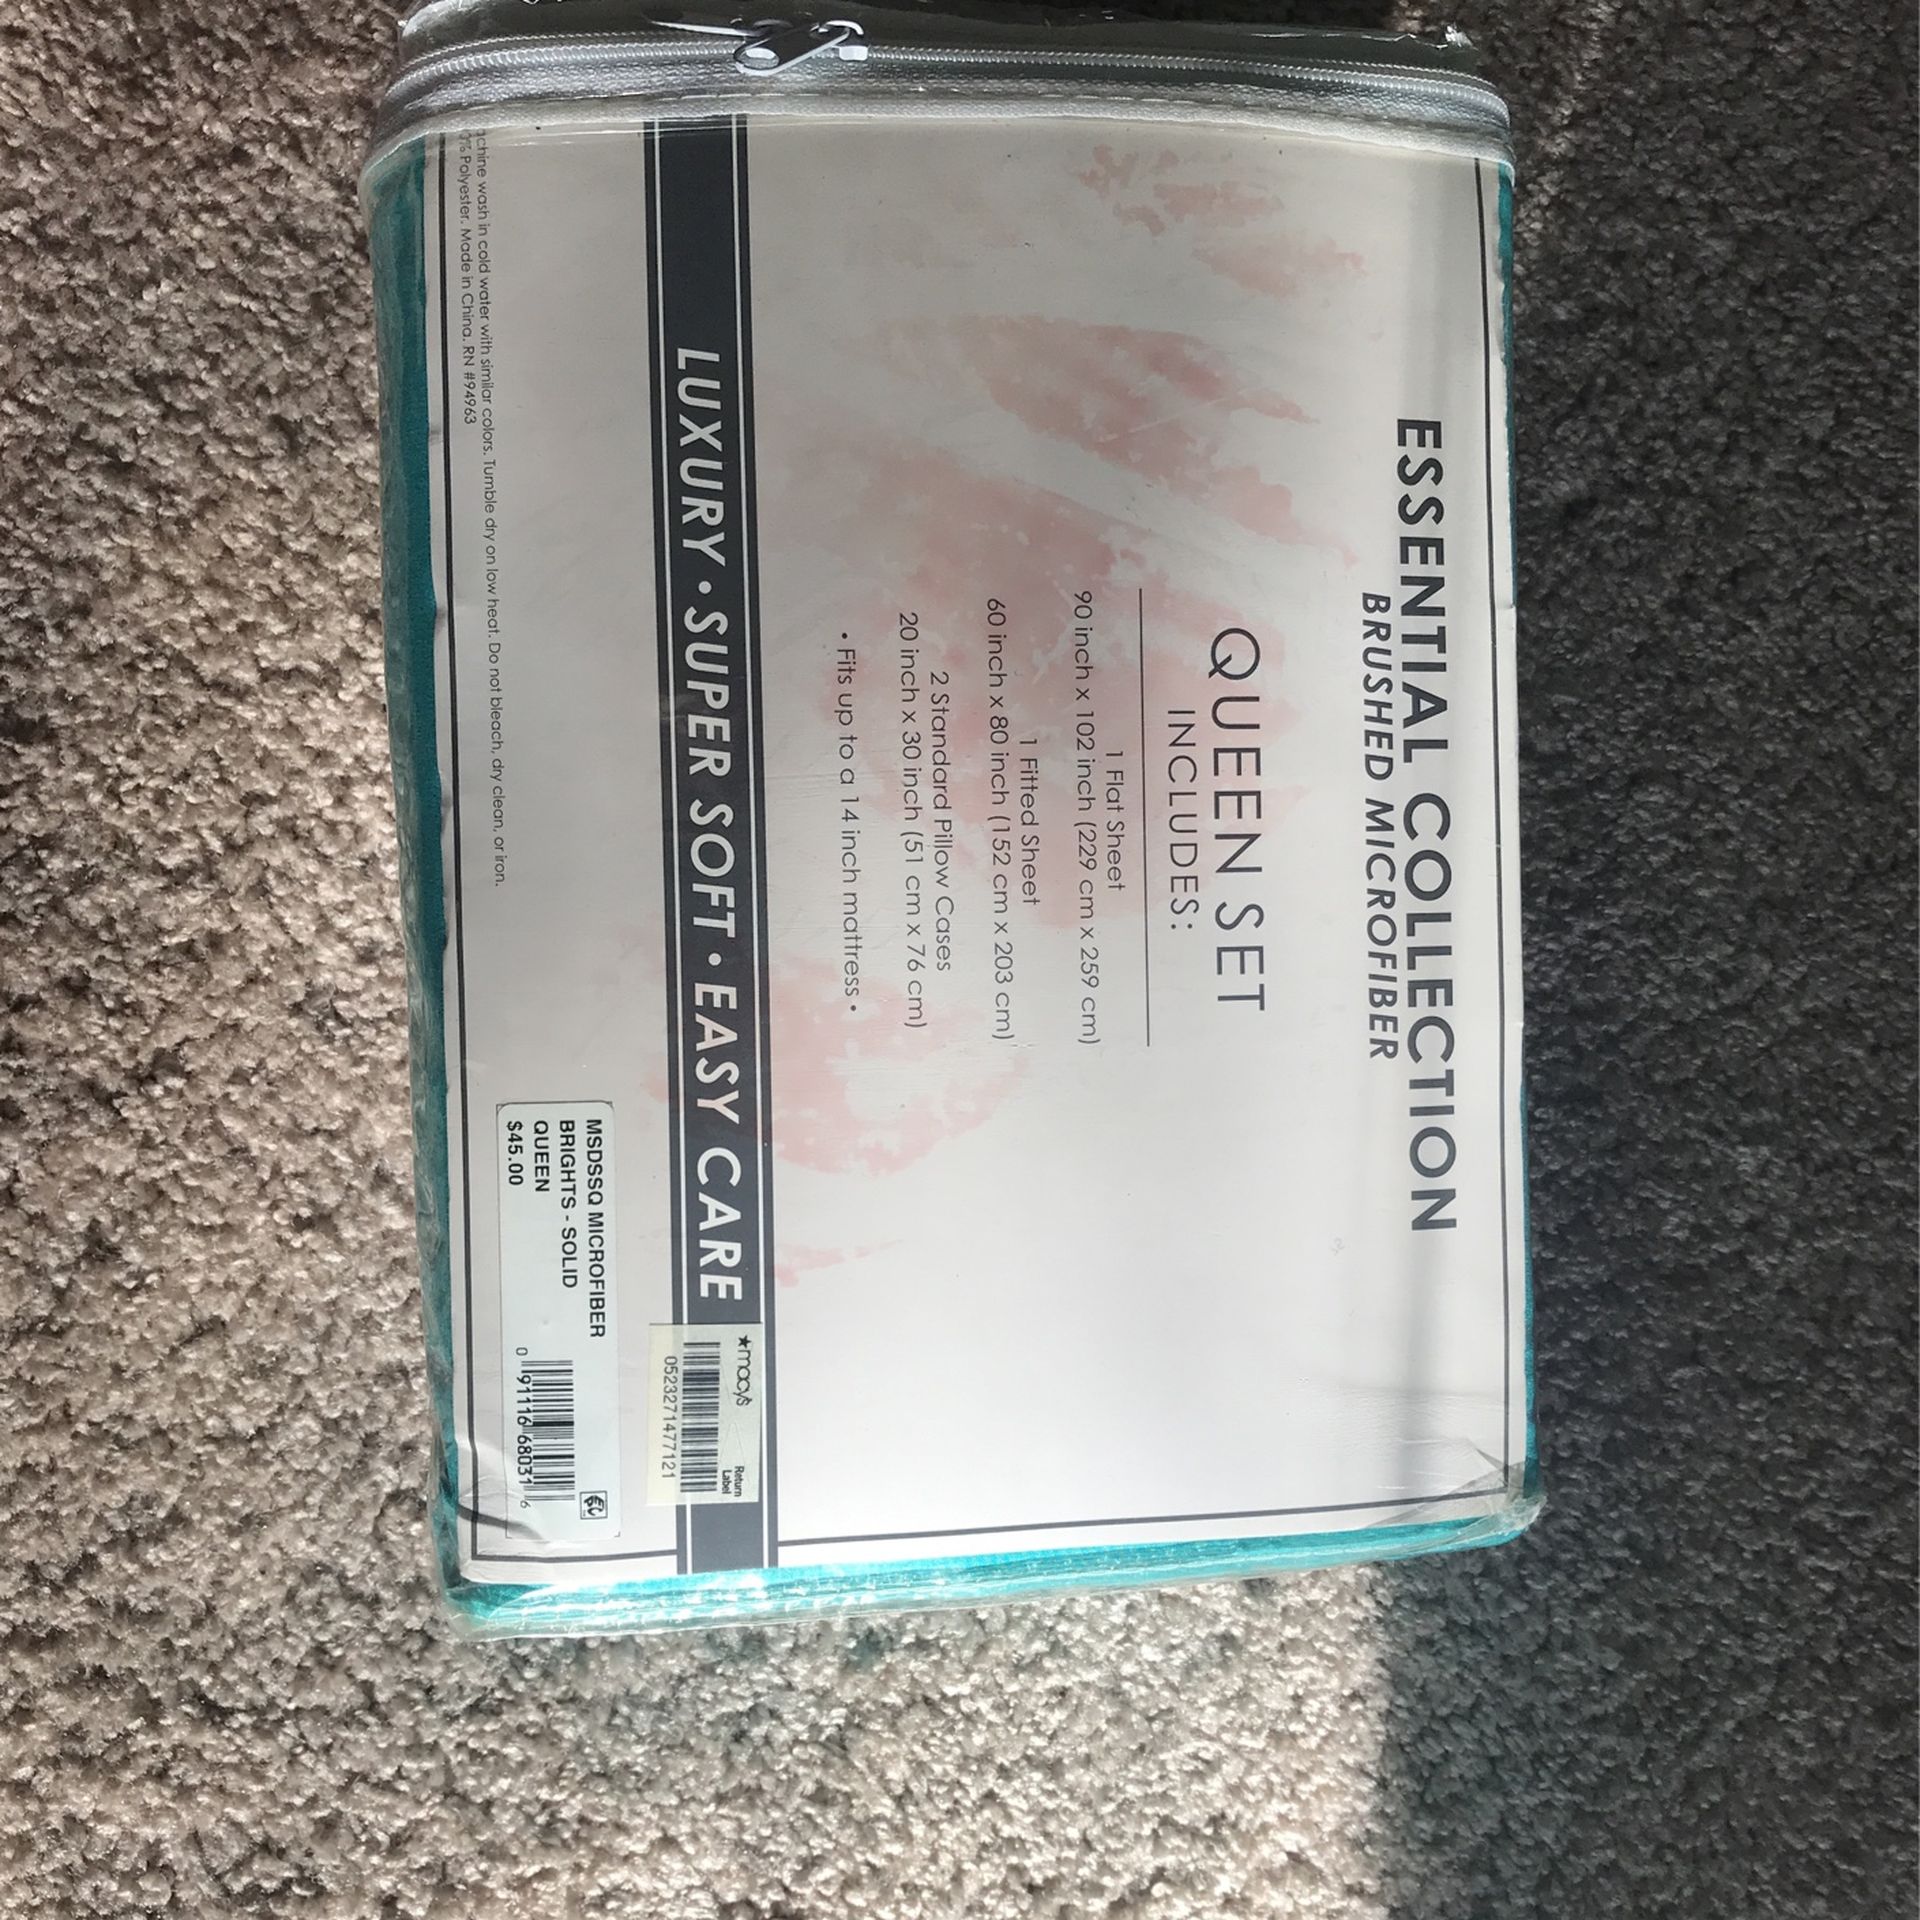 ESSENTIAL COLLECTION
BRUSHED MICROFIBER
QUEEN SET
INCLUDES:
1 Flat Sheet
90 inch x 102 inch (229 cm x 259 cm)
1 Fitted Sheet
60 inch x 80 inch (152 cm x 203 cm)
2 Standard Pillow Cases
20 inch x 30 inch (51 cm x 76 cm)
• Fits up to a 14 inch mattress •
LUXURY • SUPER SOFT • EASY CARE
★macy's
Return
Label
0523271477121
MSDSSQ MICROFIBER
BRIGHTS - SOLID
QUEEN
$45.00
0 91116 68031 6
wash in cold water with similar colors. Tumble dry on low heat. Do not bleach, dry clean, or iron.
Polyester. Made in China. RN #94963